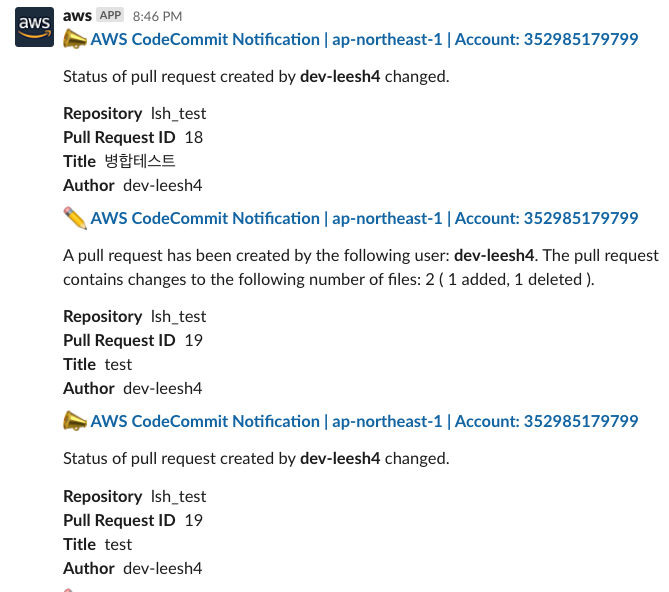 aws
aws APP 8:46 PM
AWS CodeCommit Notification | ap-northeast-1 | Account: 352985179799
Status of pull request created by dev-leesh4 changed.
Repository lsh_test
Pull Request ID 18
Title 병합테스트
Author dev-leesh4
AWS CodeCommit Notification | ap-northeast-1 | Account: 352985179799
A pull request has been created by the following user: dev-leesh4. The pull request
contains changes to the following number of files: 2 ( 1 added, 1 deleted ).
Repository lsh_test
Pull Request ID 19
Title test
Author dev-leesh4
AWS CodeCommit Notification | ap-northeast-1 | Account: 352985179799
Status of pull request created by dev-leesh4 changed.
Repository lsh_test
Pull Request ID 19
Title test
Author dev-leesh4